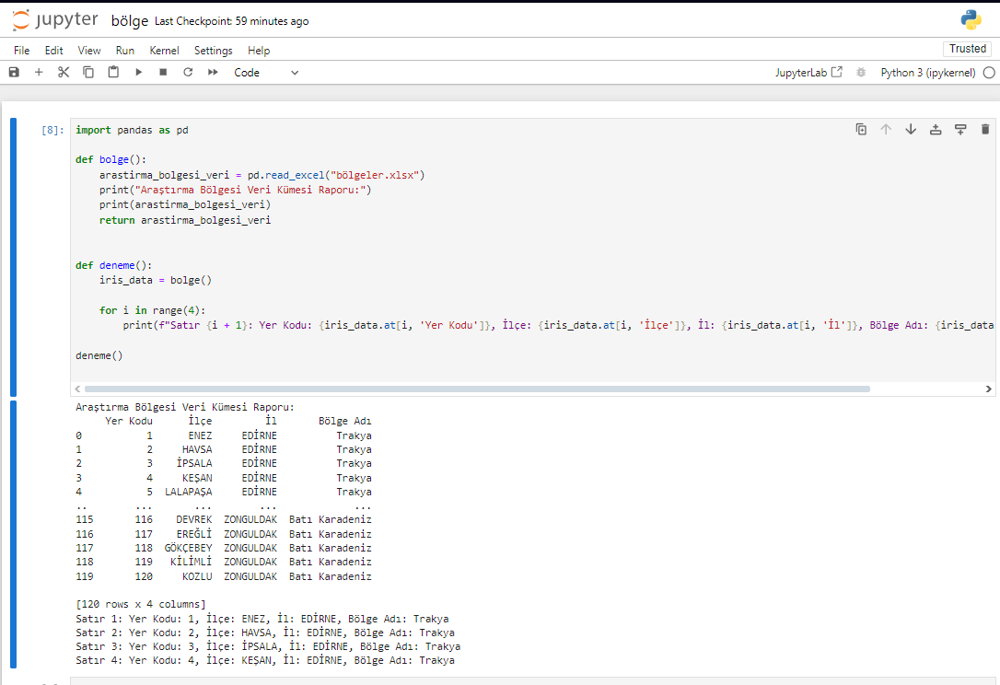 jupyter bölge Last Checkpoint: 59 minutes ago
File Edit View Run Kernel Settings Help Trusted
Code JupyterLab Python 3 (ipykernel)
[8]: import pandas as pd
def bolge():
    arastirma_bolgesi_veri = pd.read_excel("bölgeler.xlsx")
    print("Araştırma Bölgesi Veri Kümesi Raporu:")
    print(arastirma_bolgesi_veri)
    return arastirma_bolgesi_veri
def deneme():
    iris_data = bolge()
    for i in range(4):
        print(f"Satır {i + 1}: Yer Kodu: {iris_data.at[i, 'Yer Kodu']}, İlçe: {iris_data.at[i, 'İlçe']}, İl: {iris_data.at[i, 'İl']}, Bölge Adı: {iris_data
deneme()
Araştırma Bölgesi Veri Kümesi Raporu:
     Yer Kodu      İlçe         İl       Bölge Adı
0           1      ENEZ     EDİRNE          Trakya
1           2     HAVSA     EDİRNE          Trakya
2           3    İPSALA     EDİRNE          Trakya
3           4     KEŞAN     EDİRNE          Trakya
4           5  LALAPAŞA     EDİRNE          Trakya
..        ...       ...        ...             ...
115       116    DEVREK  ZONGULDAK  Batı Karadeniz
116       117    EREĞLİ  ZONGULDAK  Batı Karadeniz
117       118  GÖKÇEBEY  ZONGULDAK  Batı Karadeniz
118       119   KİLİMLİ  ZONGULDAK  Batı Karadeniz
119       120     KOZLU  ZONGULDAK  Batı Karadeniz
[120 rows x 4 columns]
Satır 1: Yer Kodu: 1, İlçe: ENEZ, İl: EDİRNE, Bölge Adı: Trakya
Satır 2: Yer Kodu: 2, İlçe: HAVSA, İl: EDİRNE, Bölge Adı: Trakya
Satır 3: Yer Kodu: 3, İlçe: İPSALA, İl: EDİRNE, Bölge Adı: Trakya
Satır 4: Yer Kodu: 4, İlçe: KEŞAN, İl: EDİRNE, Bölge Adı: Trakya